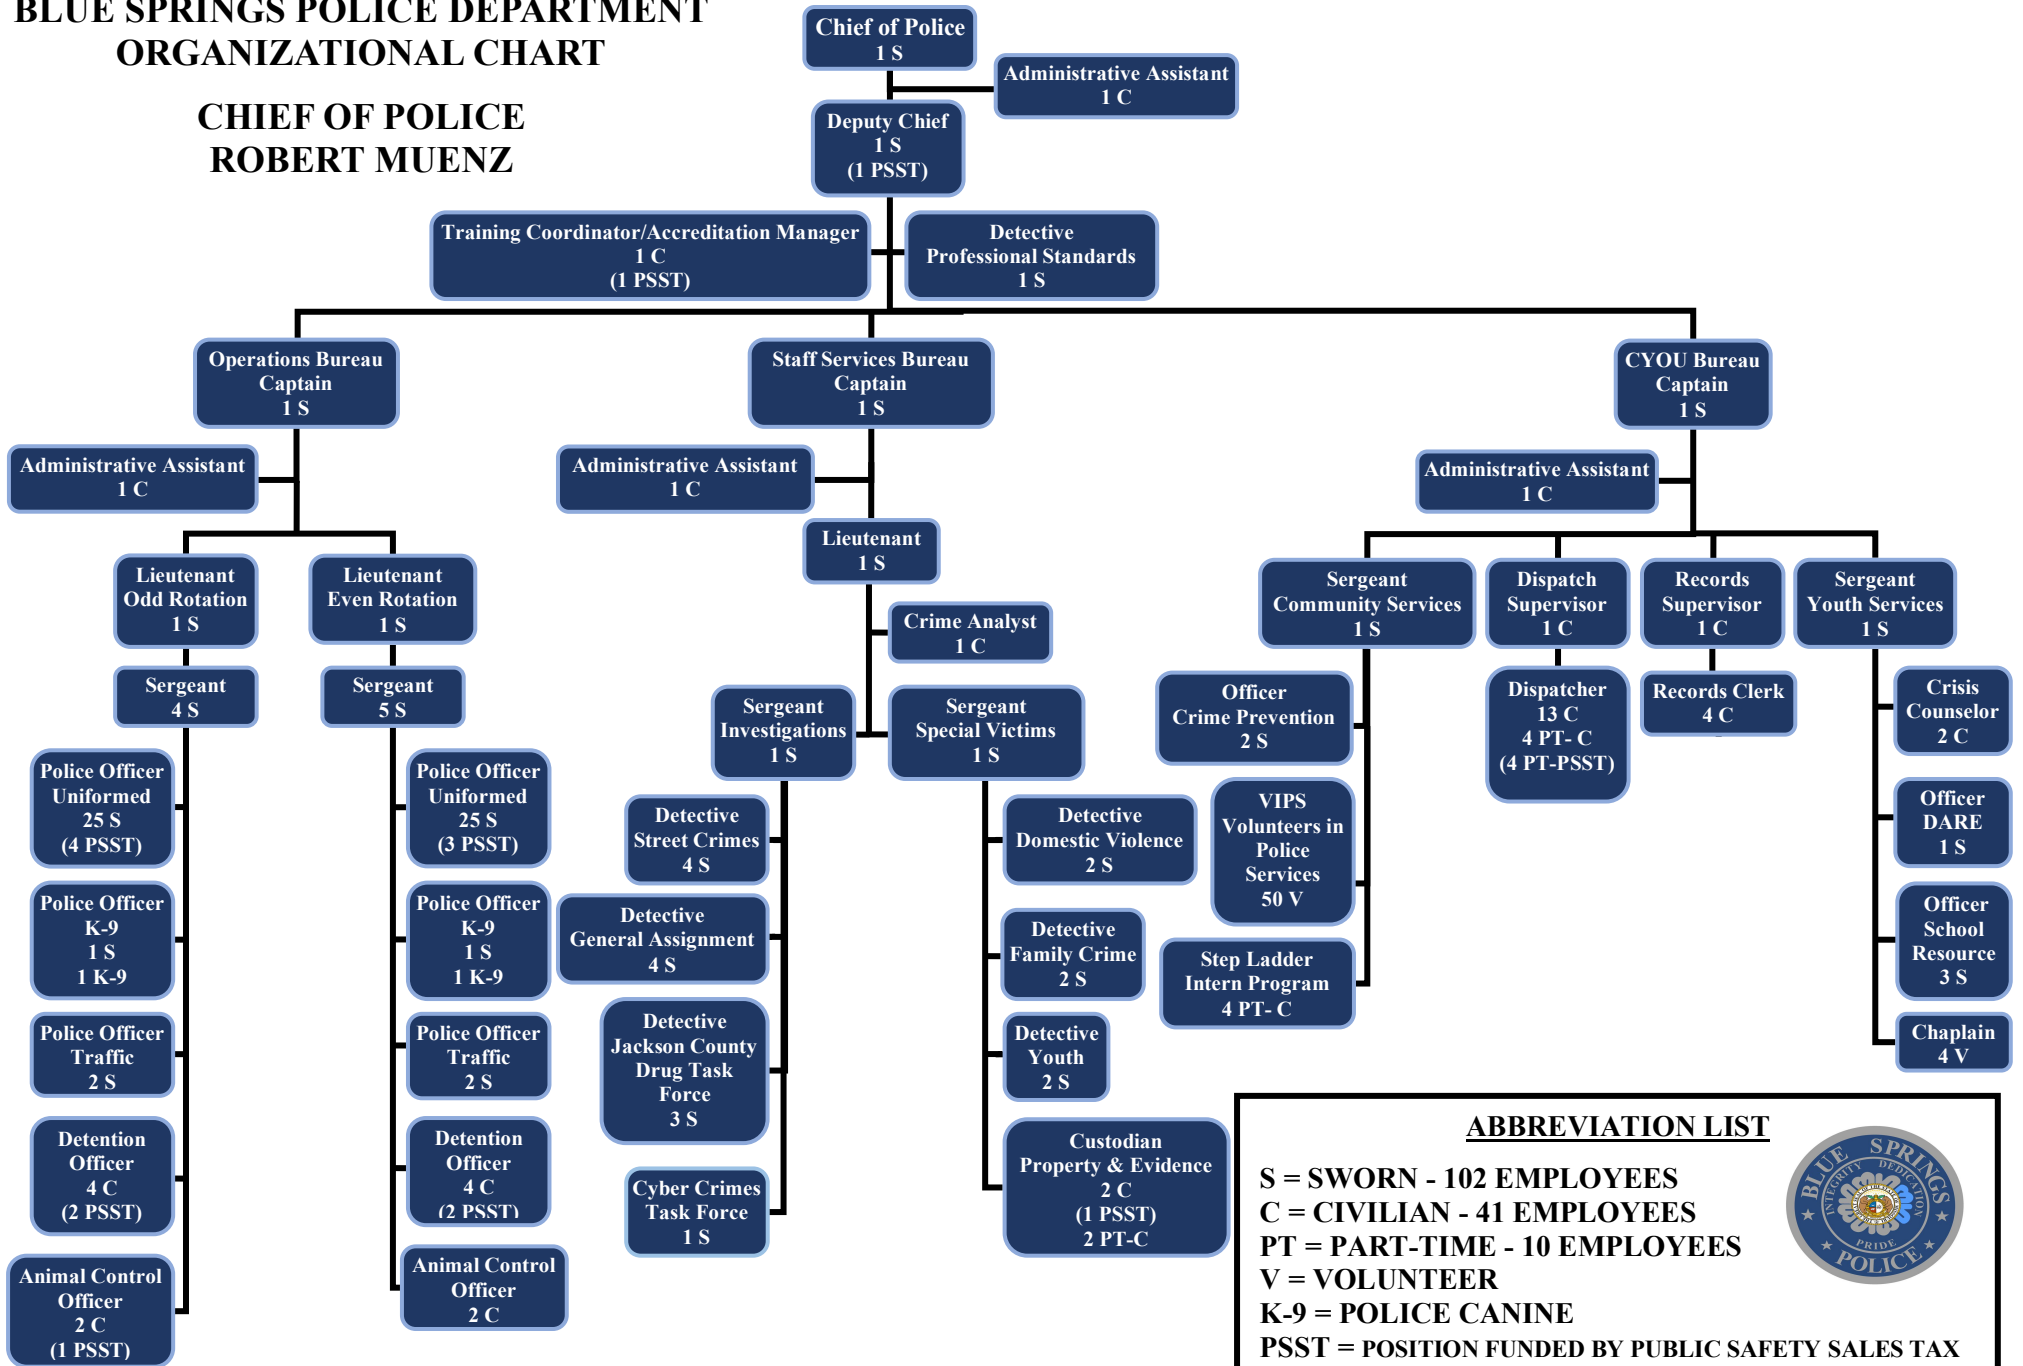 BLUE SPRINGS POLICE DEPARTMENT
ORGANIZATIONAL CHART
CHIEF OF POLICE
ROBERT MUENZ
Chief of Police
1 S
Administrative Assistant
1 C
Deputy Chief
1 S
(1 PSST)
Training Coordinator/Accreditation Manager
1 C
(1 PSST)
Detective
Professional Standards
1 S
Operations Bureau
Captain
1 S
Administrative Assistant
1 C
Lieutenant
Odd Rotation
1 S
Sergeant
4 S
Police Officer
Uniformed
25 S
(4 PSST)
Police Officer
K-9
1 S
1 K-9
Police Officer
Traffic
2 S
Detention
Officer
4 C
(2 PSST)
Animal Control
Officer
2 C
(1 PSST)
Lieutenant
Even Rotation
1 S
Sergeant
5 S
Police Officer
Uniformed
25 S
(3 PSST)
Police Officer
K-9
1 S
1 K-9
Police Officer
Traffic
2 S
Detention
Officer
4 C
(2 PSST)
Animal Control
Officer
2 C
Staff Services Bureau
Captain
1 S
Administrative Assistant
1 C
Lieutenant
1 S
Crime Analyst
1 C
Sergeant
Investigations
1 S
Detective
Street Crimes
4 S
Detective
General Assignment
4 S
Detective
Jackson County
Drug Task
Force
3 S
Cyber Crimes
Task Force
1 S
Sergeant
Special Victims
1 S
Detective
Domestic Violence
2 S
Detective
Family Crime
2 S
Detective
Youth
2 S
Custodian
Property & Evidence
2 C
(1 PSST)
2 PT-C
CYOU Bureau
Captain
1 S
Administrative Assistant
1 C
Sergeant
Community Services
1 S
Officer
Crime Prevention
2 S
VIPS
Volunteers in
Police
Services
50 V
Step Ladder
Intern Program
4 PT- C
Dispatch
Supervisor
1 C
Dispatcher
13 C
4 PT- C
(4 PT-PSST)
Records
Supervisor
1 C
Records Clerk
4 C
Sergeant
Youth Services
1 S
Crisis
Counselor
2 C
Officer
DARE
1 S
Officer
School
Resource
3 S
Chaplain
4 V
ABBREVIATION LIST
S = SWORN - 102 EMPLOYEES
C = CIVILIAN - 41 EMPLOYEES
PT = PART-TIME - 10 EMPLOYEES
V = VOLUNTEER
K-9 = POLICE CANINE
PSST = POSITION FUNDED BY PUBLIC SAFETY SALES TAX
BLUE SPRINGS
INTEGRITY DEDICATION
PRIDE
POLICE